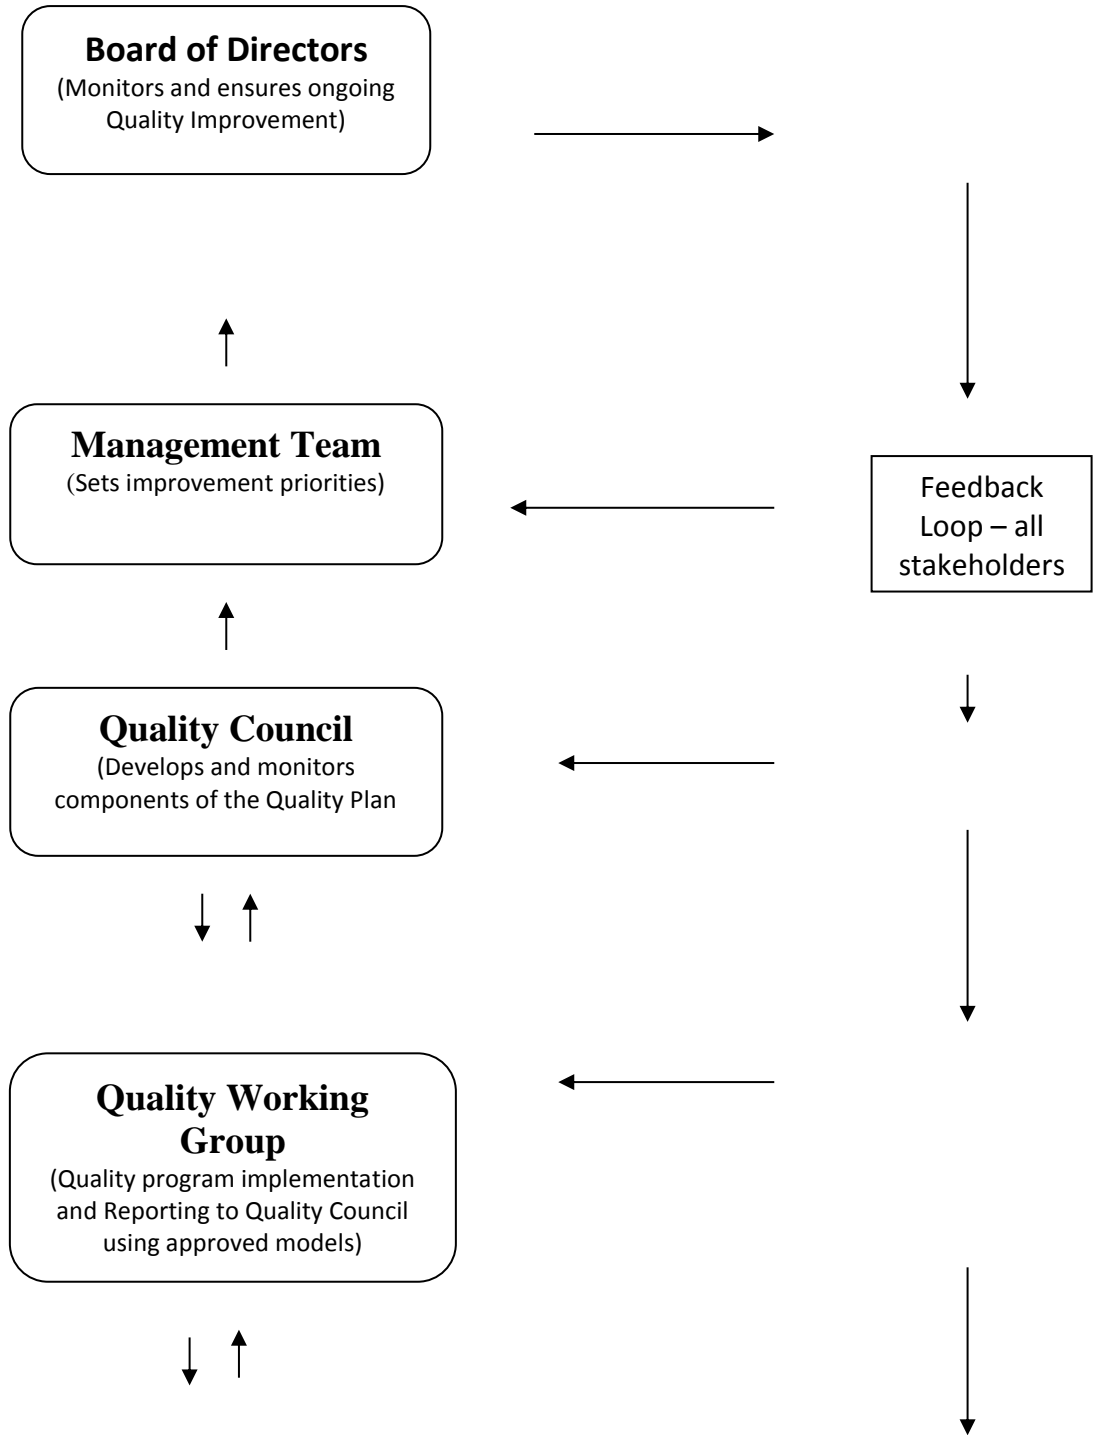 Board of Directors
(Monitors and ensures ongoing
Quality Improvement)
Management Team
(Sets improvement priorities)
Feedback
Loop – all
stakeholders
Quality Council
(Develops and monitors
components of the Quality Plan
Quality Working
Group
(Quality program implementation
and Reporting to Quality Council
using approved models)